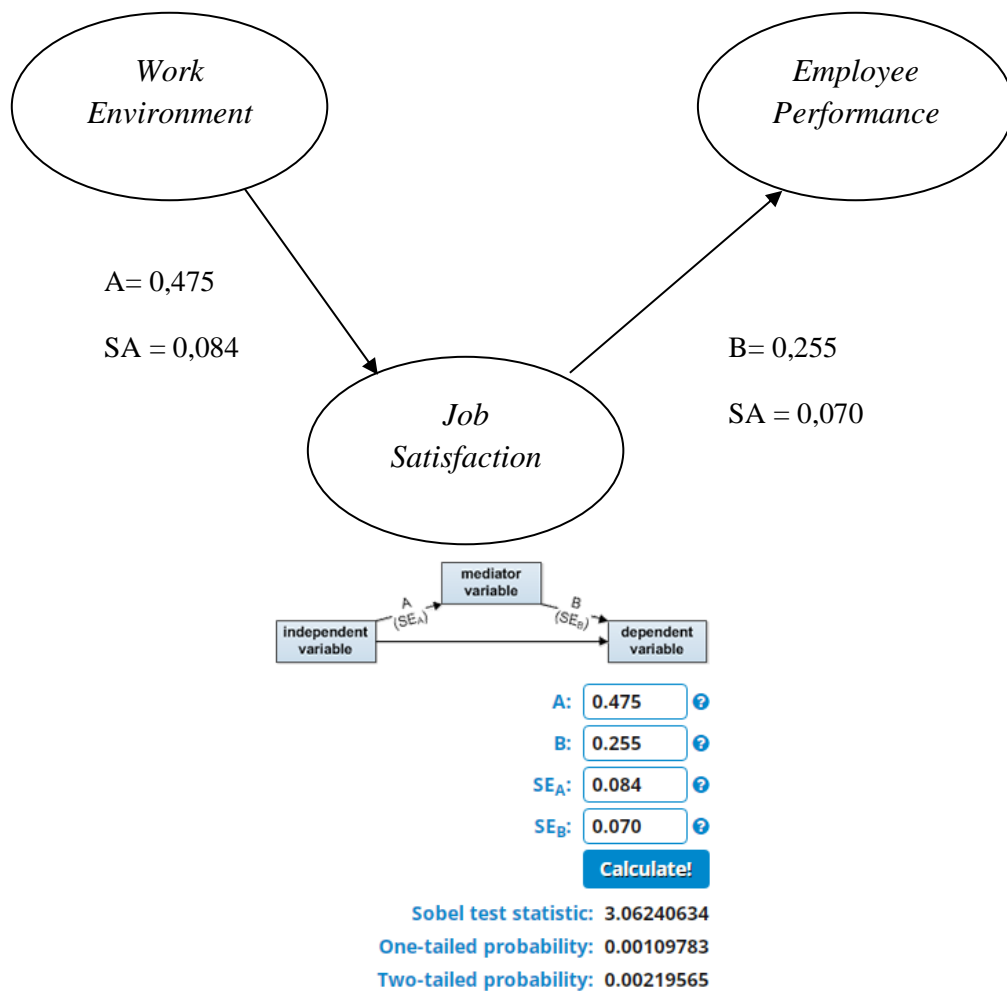 Work
Environment
Employee
Performance
A= 0,475
SA = 0,084
B= 0,255
SA = 0,070
Job
Satisfaction
mediator
variable
A
(SEA)
B
(SEB)
independent
variable
dependent
variable
A: 0.475 ?
B: 0.255 ?
SEA: 0.084 ?
SEB: 0.070 ?
Calculate!
Sobel test statistic: 3.06240634
One-tailed probability: 0.00109783
Two-tailed probability: 0.00219565